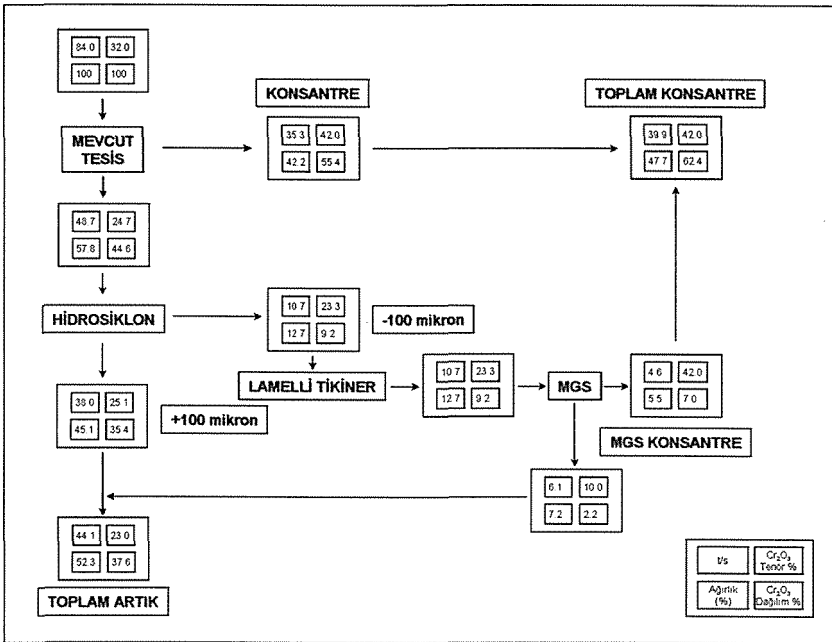 84.0 32.0
100 100
KONSANTRE
TOPLAM KONSANTRE
MEVCUT
TESİS
35.3 42.0
42.2 55.4
39.9 42.0
47.7 62.4
48.7 24.7
57.8 44.6
HİDROSİKLON
10.7 23.3
12.7 9.2
-100 mikron
LAMELLİ TİKİNER
10.7 23.3
12.7 9.2
MGS
4.6 42.0
5.5 7.0
38.0 25.1
45.1 35.4
+100 mikron
MGS KONSANTRE
6.1 10.0
7.2 2.2
44.1 23.0
52.3 37.6
TOPLAM ARTIK
t/s
Cr₂O₃
Tenör %
Ağırlık
(%)
Cr₂O₃
Dağılım %